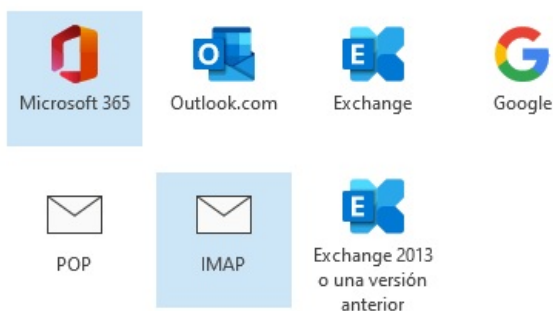 Microsoft 365
Outlook.com
Exchange
Google
POP
IMAP
Exchange 2013
o una versión
anterior